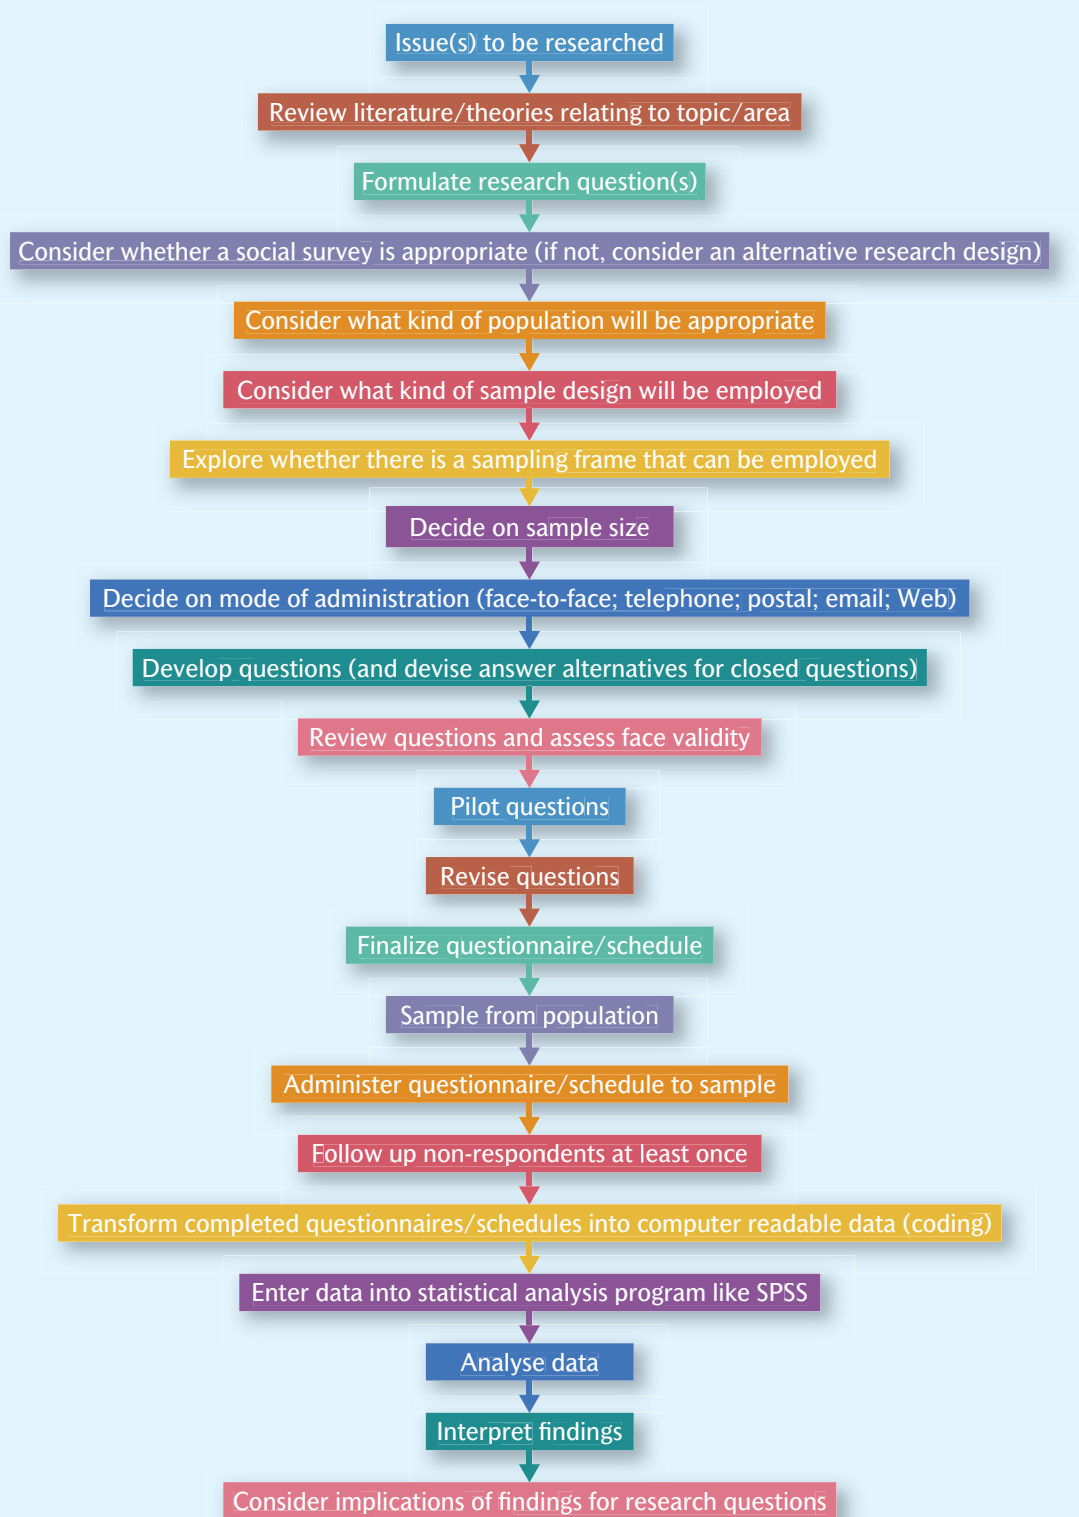 Issue(s) to be researched
Review literature/theories relating to topic/area
Formulate research question(s)
Consider whether a social survey is appropriate (if not, consider an alternative research design)
Consider what kind of population will be appropriate
Consider what kind of sample design will be employed
Explore whether there is a sampling frame that can be employed
Decide on sample size
Decide on mode of administration (face-to-face; telephone; postal; email; Web)
Develop questions (and devise answer alternatives for closed questions)
Review questions and assess face validity
Pilot questions
Revise questions
Finalize questionnaire/schedule
Sample from population
Administer questionnaire/schedule to sample
Follow up non-respondents at least once
Transform completed questionnaires/schedules into computer readable data (coding)
Enter data into statistical analysis program like SPSS
Analyse data
Interpret findings
Consider implications of findings for research questions